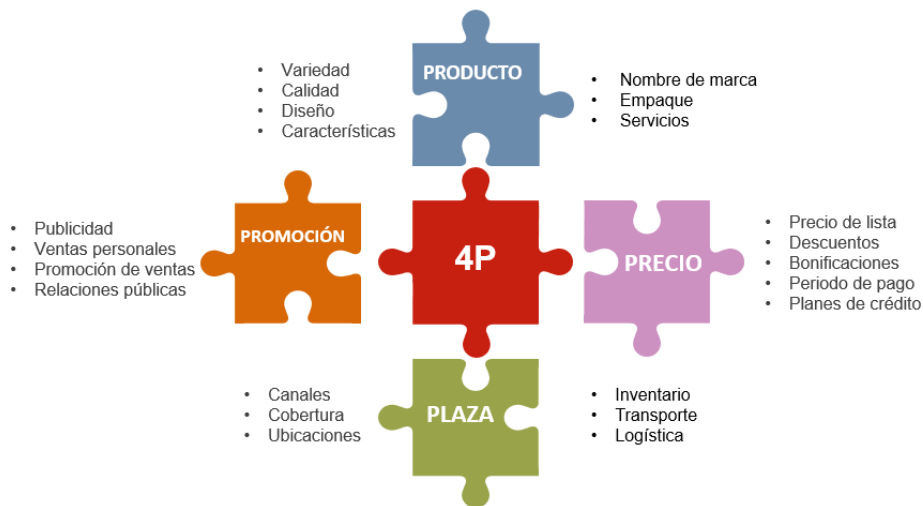 PRODUCTO
• Variedad
• Calidad
• Diseño
• Características
• Nombre de marca
• Empaque
• Servicios
PROMOCIÓN
• Publicidad
• Ventas personales
• Promoción de ventas
• Relaciones públicas
4P
PRECIO
• Precio de lista
• Descuentos
• Bonificaciones
• Periodo de pago
• Planes de crédito
PLAZA
• Canales
• Cobertura
• Ubicaciones
• Inventario
• Transporte
• Logística